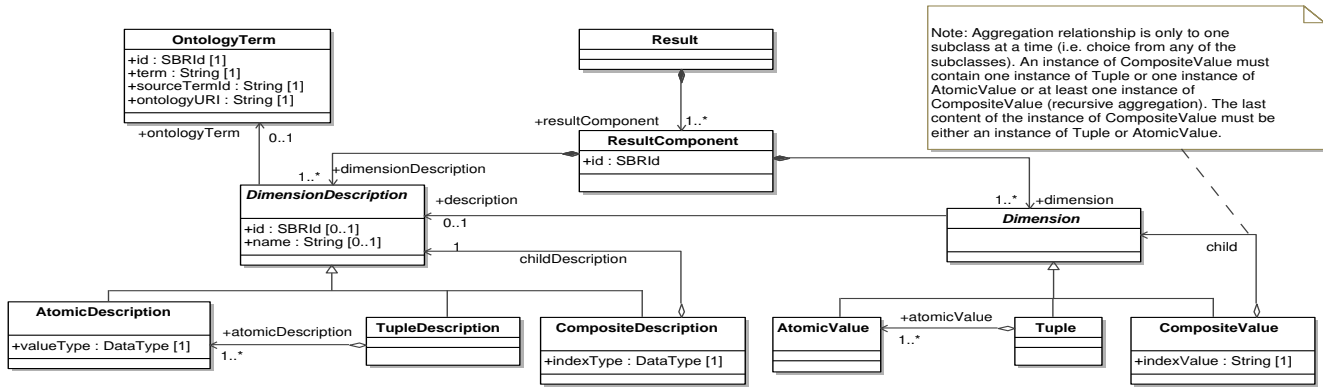 OntologyTerm
+id : SBRId [1]
+term : String [1]
+sourceTermId : String [1]
+ontologyURI : String [1]
Result
Note: Aggregation relationship is only to one
subclass at a time (i.e. choice from any of the
subclasses). An instance of CompositeValue must
contain one instance of Tuple or one instance of
AtomicValue or at least one instance of
CompositeValue (recursive aggregation). The last
content of the instance of CompositeValue must be
either an instance of Tuple or AtomicValue.
+ontologyTerm
0..1
+resultComponent
1..*
ResultComponent
+id : SBRId
+dimensionDescription
1..*
DimensionDescription
+id : SBRId [0..1]
+name : String [0..1]
+description
0..1
1..*
+dimension
Dimension
1
childDescription
child
AtomicDescription
+valueType : DataType [1]
+atomicDescription
1..*
TupleDescription
CompositeDescription
+indexType : DataType [1]
AtomicValue
+atomicValue
1..*
Tuple
CompositeValue
+indexValue : String [1]